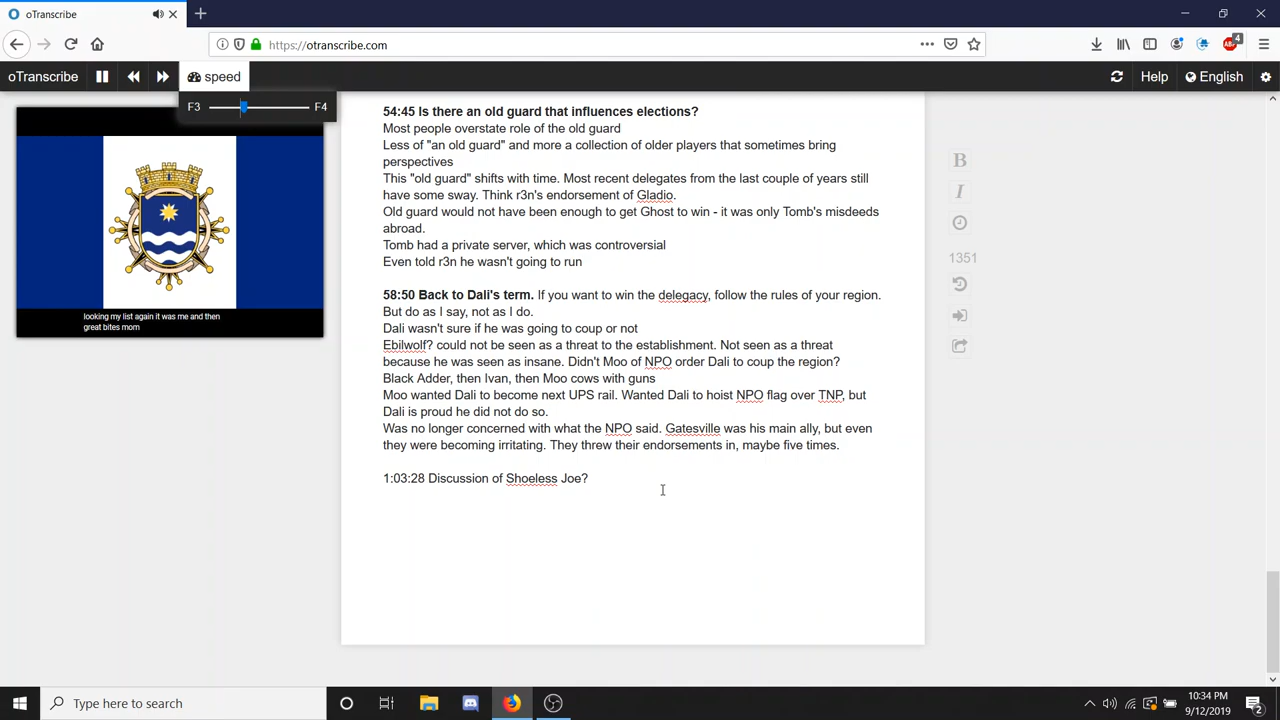 oTranscribe
https://otranscribe.com
4
oTranscribe
speed
Help
English
F3
F4
looking my list again it was me and then
great bites mom
54:45 Is there an old guard that influences elections?
Most people overstate role of the old guard
Less of "an old guard" and more a collection of older players that sometimes bring
perspectives
This "old guard" shifts with time. Most recent delegates from the last couple of years still
have some sway. Think r3n's endorsement of Gladio.
Old guard would not have been enough to get Ghost to win - it was only Tomb's misdeeds
abroad.
Tomb had a private server, which was controversial
Even told r3n he wasn't going to run
58:50 Back to Dali's term. If you want to win the delegacy, follow the rules of your region.
But do as I say, not as I do.
Dali wasn't sure if he was going to coup or not
Ebilwolf? could not be seen as a threat to the establishment. Not seen as a threat
because he was seen as insane. Didn't Moo of NPO order Dali to coup the region?
Black Adder, then Ivan, then Moo cows with guns
Moo wanted Dali to become next UPS rail. Wanted Dali to hoist NPO flag over TNP, but
Dali is proud he did not do so.
Was no longer concerned with what the NPO said. Gatesville was his main ally, but even
they were becoming irritating. They threw their endorsements in, maybe five times.
1:03:28 Discussion of Shoeless Joe?
B
I
1351
Type here to search
10:34 PM
9/12/2019
2